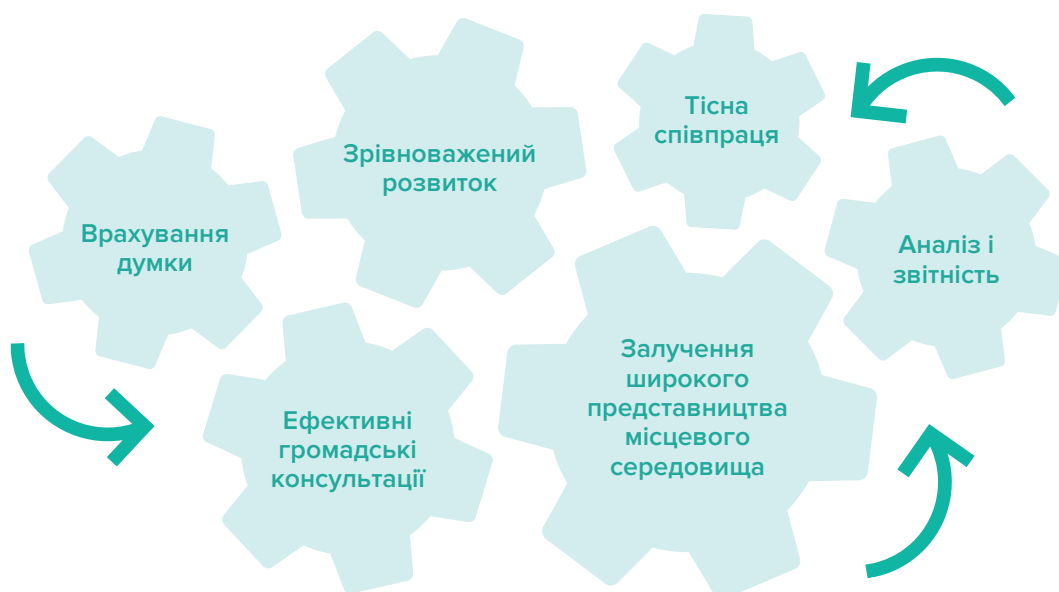 Тісна
співпраця
Зрівноважений
розвиток
Врахування
думки
Аналіз і
звітність
Залучення
широкого
представництва
місцевого
середовища
Ефективні
громадські
консультації